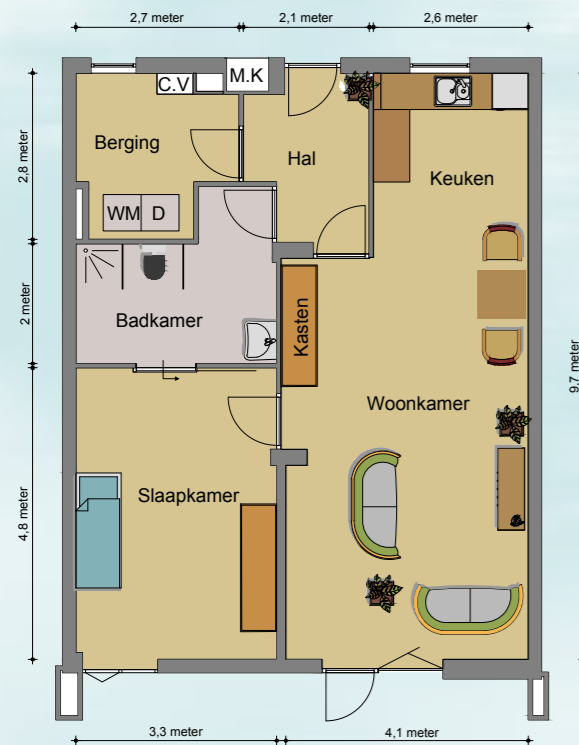 2,7 meter
2,1 meter
2,6 meter
C.V
M.K
Berging
Hal
Keuken
2,8 meter
WM
D
2 meter
Badkamer
Kasten
Woonkamer
9,7 meter
Slaapkamer
4,8 meter
3,3 meter
4,1 meter